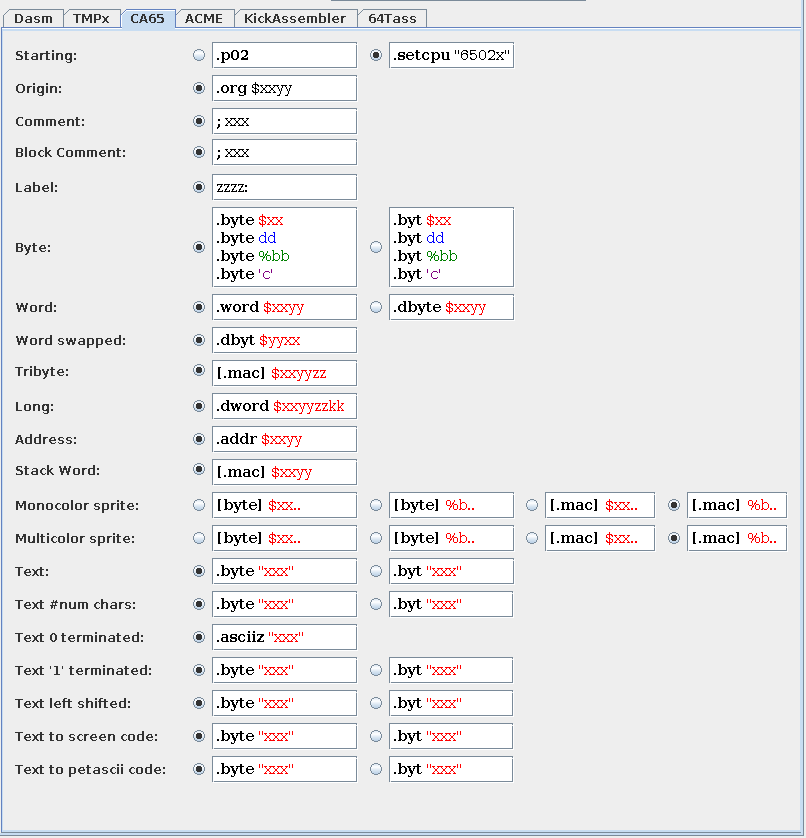 Dasm TMPx CA65 ACME KickAssembler 64Tass
Starting: .p02 .setcpu "6502x"
Origin: .org $xxyy
Comment: ; xxx
Block Comment: ; xxx
Label: zzzz:
Byte:
.byte $xx .byt $xx
.byte dd .byt dd
.byte %bb .byt %bb
.byte 'c' .byt 'c'
Word: .word $xxyy .dbyte $xxyy
Word swapped: .dbyt $yyxx
Tribyte: [.mac] $xxyyzz
Long: .dword $xxyyzzkk
Address: .addr $xxyy
Stack Word: [.mac] $xxyy
Monocolor sprite: [byte] $xx.. [byte] %b.. [.mac] $xx.. [.mac] %b..
Multicolor sprite: [byte] $xx.. [byte] %b.. [.mac] $xx.. [.mac] %b..
Text: .byte "xxx" .byt "xxx"
Text #num chars: .byte "xxx" .byt "xxx"
Text 0 terminated: .asciiz "xxx"
Text '1' terminated: .byte "xxx" .byt "xxx"
Text left shifted: .byte "xxx" .byt "xxx"
Text to screen code: .byte "xxx" .byt "xxx"
Text to petascii code: .byte "xxx" .byt "xxx"